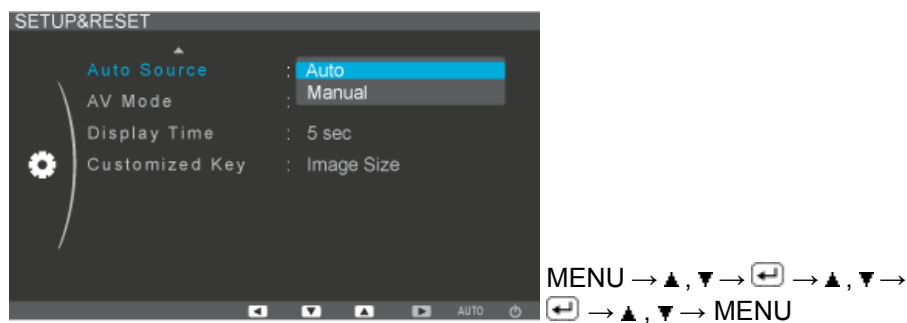 SETUP&RESET
Auto Source : Auto
Manual
AV Mode :
Display Time : 5 sec
Customized Key : Image Size
AUTO
MENU → ▲ , ▼ → ↵ → ▲ , ▼ →
↵ → ▲ , ▼ → MENU